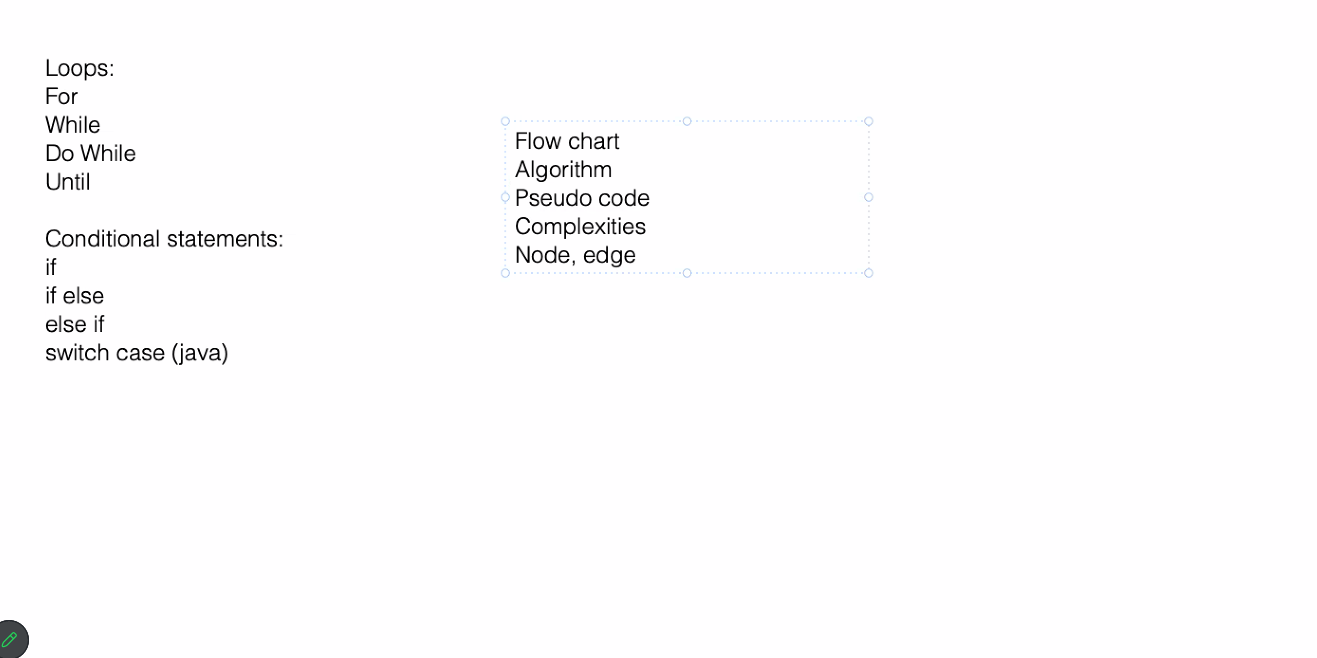 Loops:
For
While
Do While
Until
Conditional statements:
if
if else
else if
switch case (java)
Flow chart
Algorithm
Pseudo code
Complexities
Node, edge